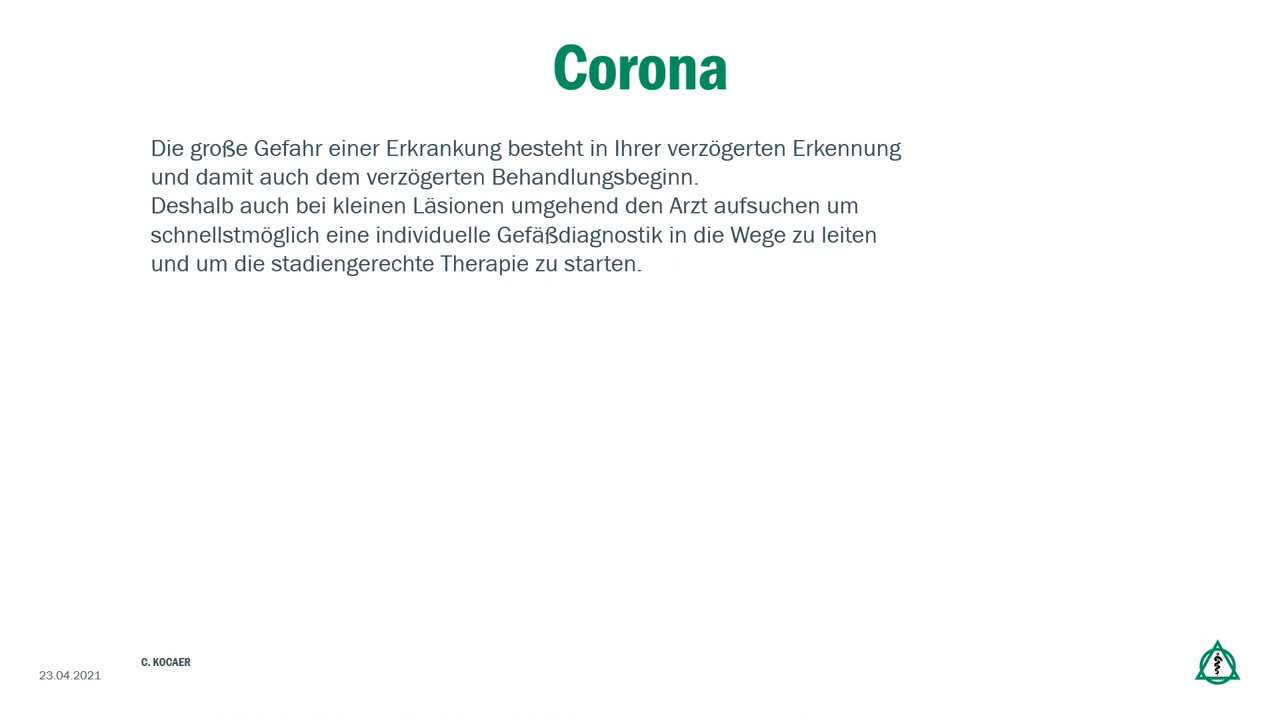 Corona
Die große Gefahr einer Erkrankung besteht in Ihrer verzögerten Erkennung
und damit auch dem verzögerten Behandlungsbeginn.
Deshalb auch bei kleinen Läsionen umgehend den Arzt aufsuchen um
schnellstmöglich eine individuelle Gefäßdiagnostik in die Wege zu leiten
und um die stadiengerechte Therapie zu starten.
C. KOCAER
23.04.2021